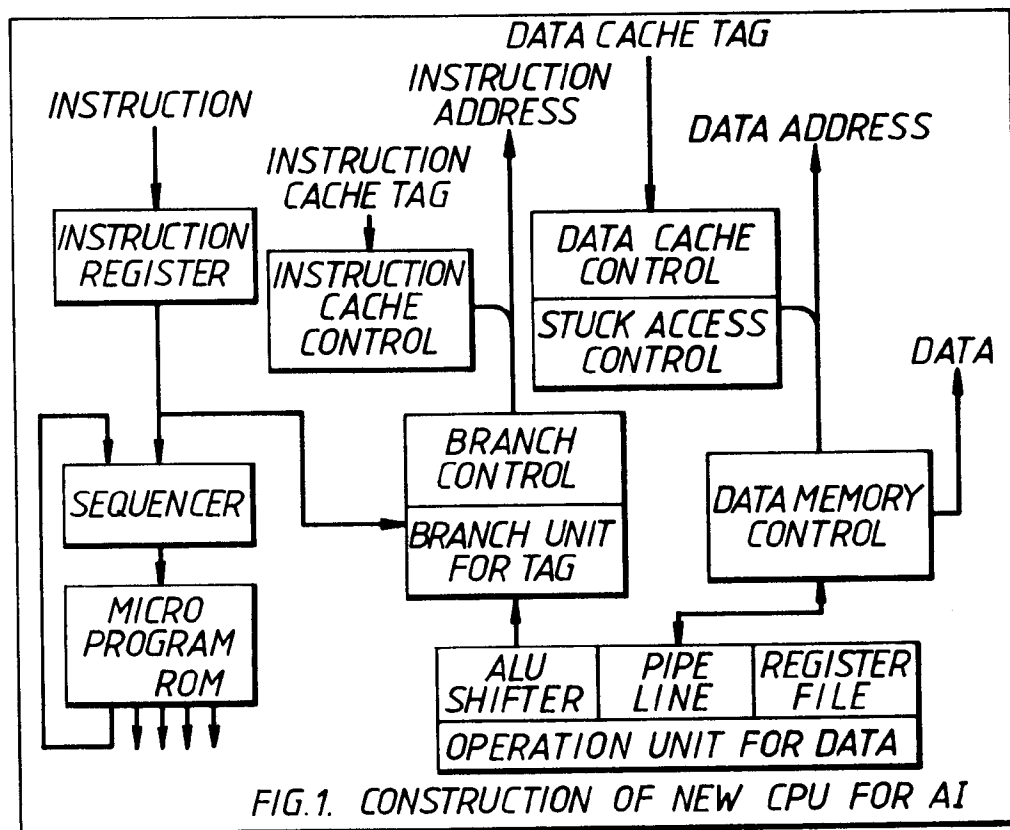 DATA CACHE TAG
INSTRUCTION
ADDRESS
INSTRUCTION
DATA ADDRESS
INSTRUCTION
CACHE TAG
INSTRUCTION
REGISTER
INSTRUCTION
CACHE
CONTROL
DATA CACHE
CONTROL
STUCK ACCESS
CONTROL
DATA
BRANCH
CONTROL
BRANCH UNIT
FOR TAG
SEQUENCER
DATA MEMORY
CONTROL
MICRO
PROGRAM
ROM
ALU
SHIFTER
PIPE
LINE
REGISTER
FILE
OPERATION UNIT FOR DATA
FIG.1. CONSTRUCTION OF NEW CPU FOR AI